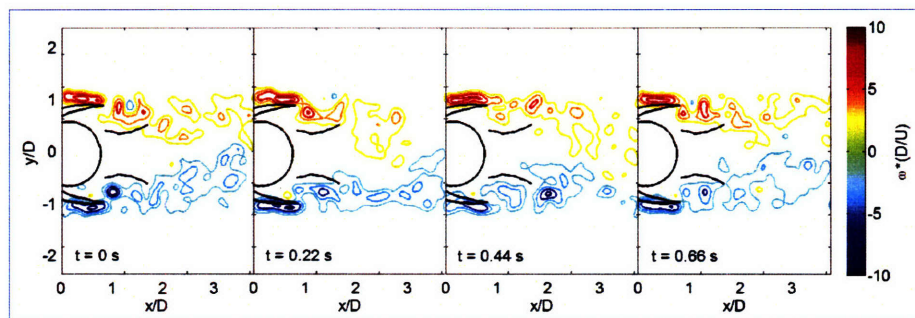 2
1
0
-1
-2
y/D
t = 0 s
t = 0.22 s
t = 0.44 s
t = 0.66 s
0 1 2 3
0 1 2 3
0 1 2 3
0 1 2 3
x/D
x/D
x/D
x/D
10
5
0
-5
-10
ω*(D/U)